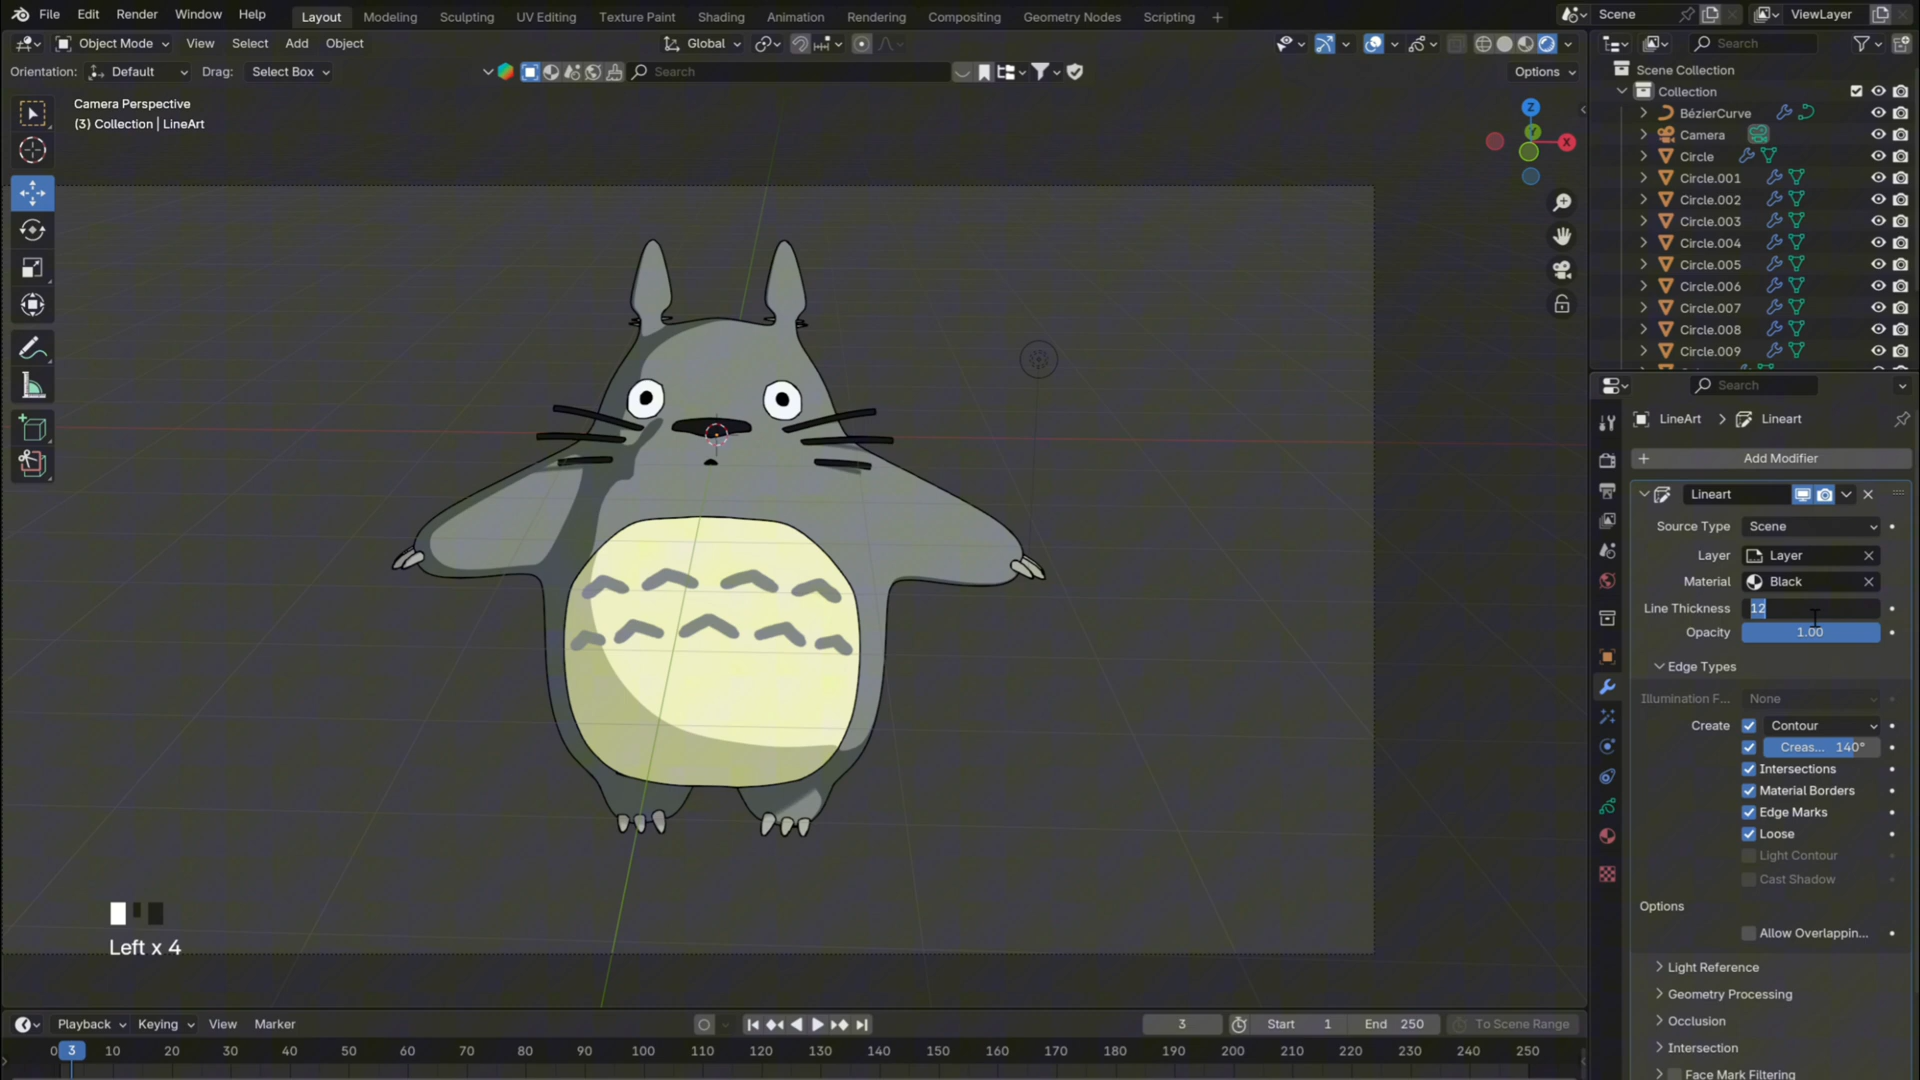 File Edit Render Window Help Layout Modeling Sculpting UV Editing Texture Paint Shading Animation Rendering Compositing Geometry Nodes Scripting + Scene ViewLayer
Object Mode View Select Add Object Global Search
Orientation: Default Drag: Select Box Search Options
Camera Perspective
(3) Collection | LineArt
Z
Y
X
Scene Collection
Collection
BézierCurve
Camera
Circle
Circle.001
Circle.002
Circle.003
Circle.004
Circle.005
Circle.006
Circle.007
Circle.008
Circle.009
Search
LineArt > Lineart
+ Add Modifier
Lineart
Source Type Scene
Layer Layer
Material Black
Line Thickness 12
Opacity 1.00
Edge Types
Illumination F... None
Create Contour
Creas... 140°
Intersections
Material Borders
Edge Marks
Loose
Light Contour
Cast Shadow
Options
Allow Overlappin...
Light Reference
Geometry Processing
Occlusion
Intersection
Face Mark Filtering
Left x 4
Playback Keying View Marker 3 Start 1 End 250 To Scene Range
0 3 10 20 30 40 50 60 70 80 90 100 110 120 130 140 150 160 170 180 190 200 210 220 230 240 250